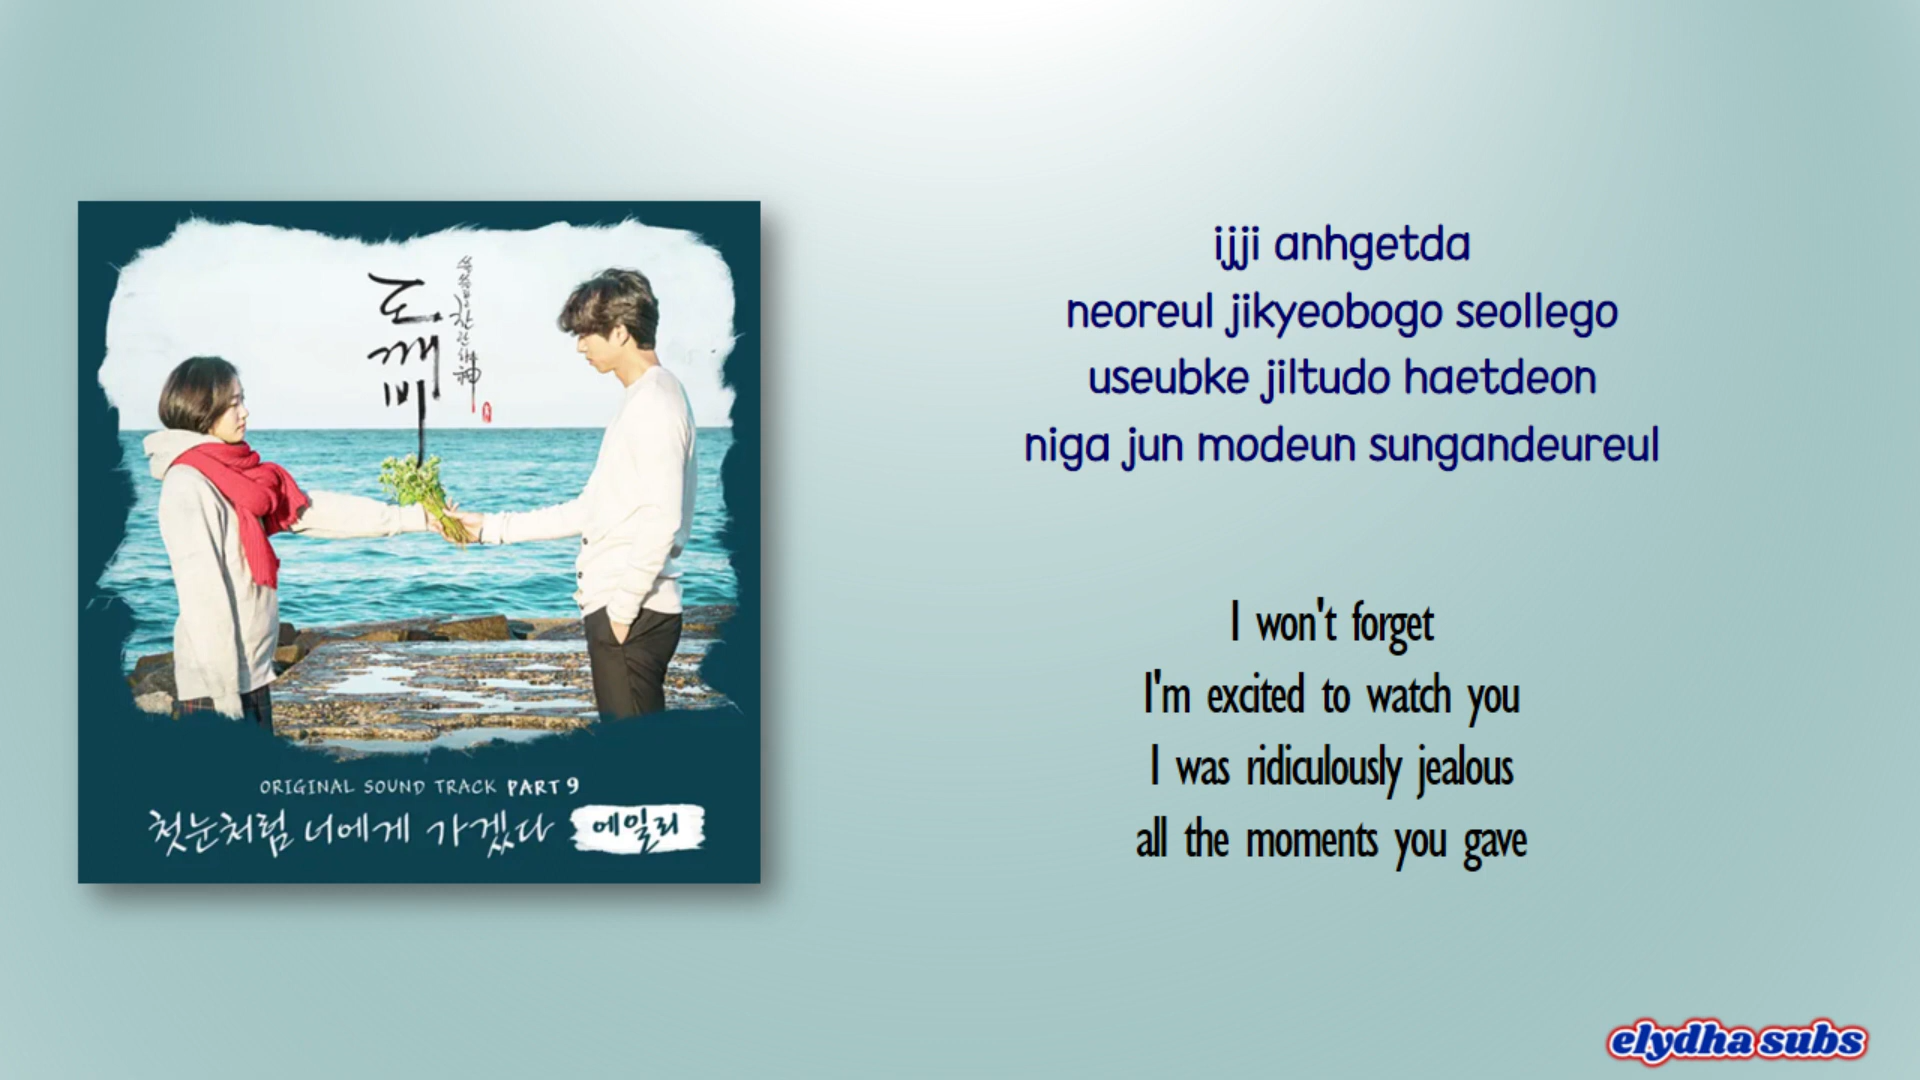 도깨비
쓸쓸하고 찬란하神
ORIGINAL SOUND TRACK PART 9
첫눈처럼 너에게 가겠다 에일리
ijji anhgetda
neoreul jikyeobogo seollego
useubke jiltudo haetdeon
niga jun modeun sungandeureul
I won't forget
I'm excited to watch you
I was ridiculously jealous
all the moments you gave
elydha subs